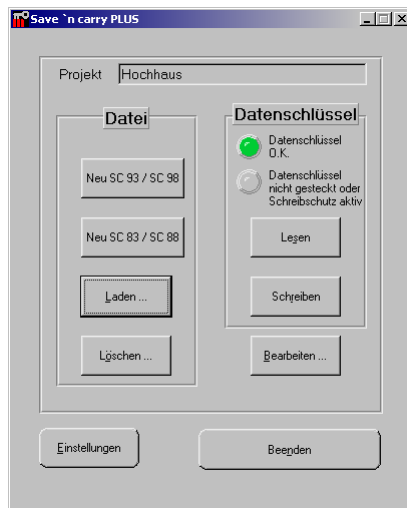 Save `n carry PLUS
Projekt Hochhaus
Datei
Neu SC 93 / SC 98
Neu SC 83 / SC 88
Laden ...
Löschen ...
Datenschlüssel
Datenschlüssel
O.K.
Datenschlüssel
nicht gesteckt oder
Schreibschutz aktiv
Lesen
Schreiben
Bearbeiten ...
Einstellungen
Beenden